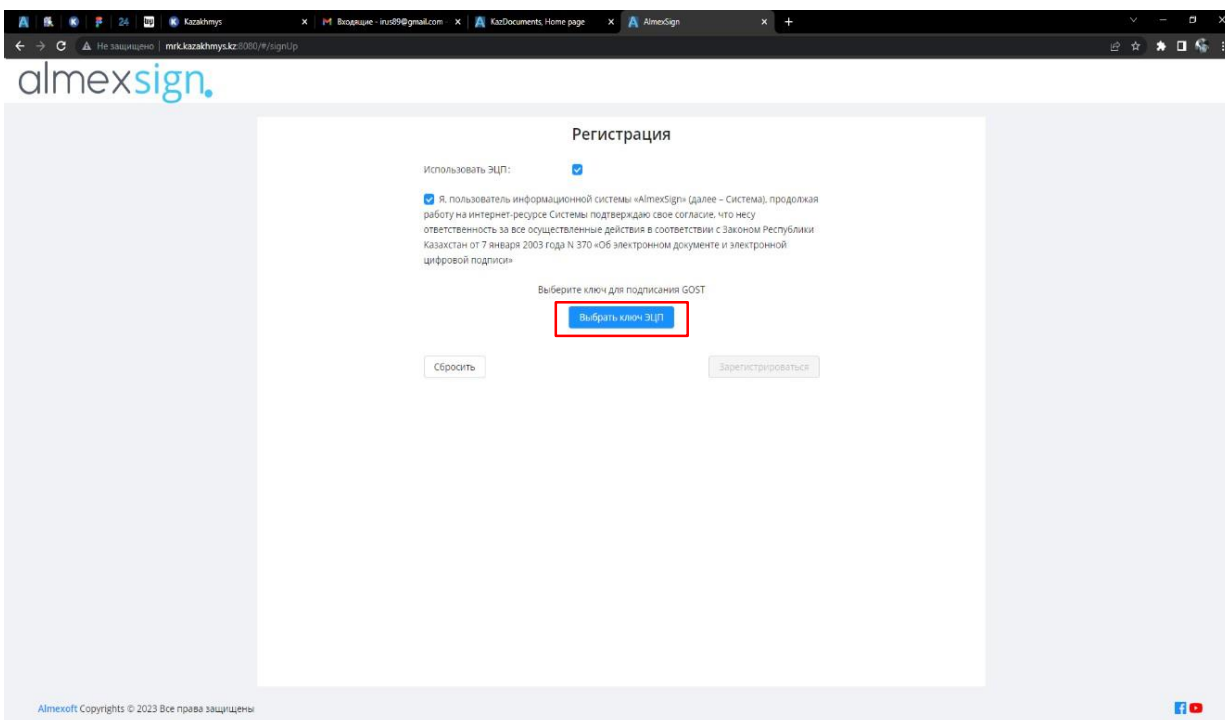 24
Kazakhmys
Входящие - irus89@gmail.com
KazDocuments, Home page
AlmexSign
Не защищено
mrk.kazakhmys.kz:8080/#/signUp
almexsign.
Регистрация
Использовать ЭЦП:
Я, пользователь информационной системы «AlmexSign» (далее – Система), продолжая
работу на интернет-ресурсе Системы подтверждаю свое согласие, что несу
ответственность за все осуществленные действия в соответствии с Законом Республики
Казахстан от 7 января 2003 года N 370 «Об электронном документе и электронной
цифровой подписи»
Выберите ключ для подписания GOST
Выбрать ключ ЭЦП
Сбросить
Зарегистрироваться
Almexoft Copyrights © 2023 Все права защищены